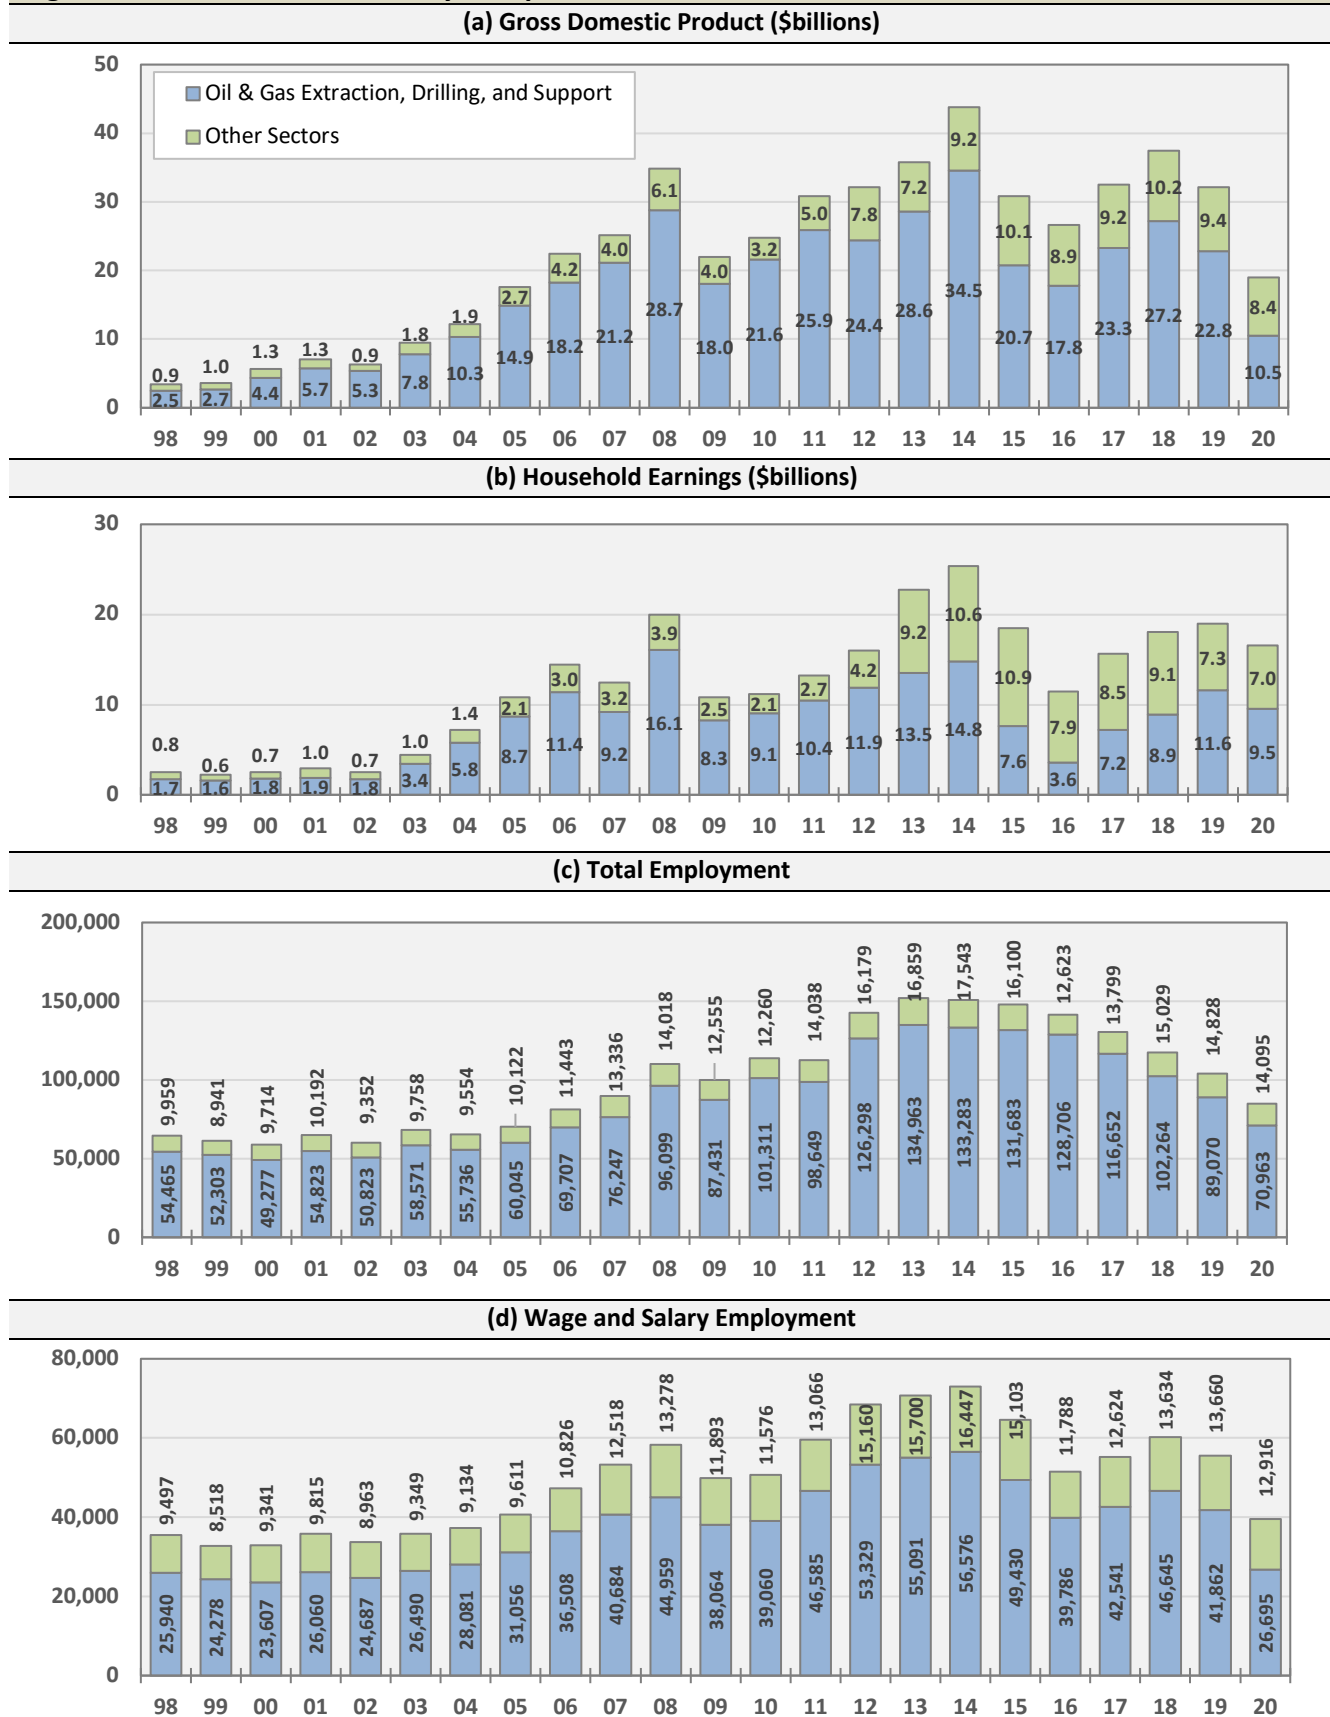 (a) Gross Domestic Product ($billions)
50
40
30
20
10
0
Oil & Gas Extraction, Drilling, and Support
Other Sectors
0.9 1.0 1.3 1.3 0.9 1.8 1.9 2.7 4.2 4.0 6.1 4.0 3.2 5.0 7.8 7.2 9.2 10.1 8.9 9.2 10.2 9.4 8.4
2.5 2.7 4.4 5.7 5.3 7.8 10.3 14.9 18.2 21.2 28.7 18.0 21.6 25.9 24.4 28.6 34.5 20.7 17.8 23.3 27.2 22.8 10.5
98 99 00 01 02 03 04 05 06 07 08 09 10 11 12 13 14 15 16 17 18 19 20
(b) Household Earnings ($billions)
30
20
10
0
0.8 0.6 0.7 1.0 0.7 1.0 1.4 2.1 3.0 3.2 3.9 2.5 2.1 2.7 4.2 9.2 10.6 10.9 7.9 8.5 9.1 7.3 7.0
1.7 1.6 1.8 1.9 1.8 3.4 5.8 8.7 11.4 9.2 16.1 8.3 9.1 10.4 11.9 13.5 14.8 7.6 3.6 7.2 8.9 11.6 9.5
98 99 00 01 02 03 04 05 06 07 08 09 10 11 12 13 14 15 16 17 18 19 20
(c) Total Employment
200,000
150,000
100,000
50,000
0
9,959 8,941 9,714 10,192 9,352 9,758 9,554 10,122 11,443 13,336 14,018 12,555 12,260 14,038 16,179 16,859 17,543 16,100 12,623 13,799 15,029 14,828 14,095
54,465 52,303 49,277 54,823 50,823 58,571 55,736 60,045 69,707 76,247 96,099 87,431 101,311 98,649 126,298 134,963 133,283 131,683 128,706 116,652 102,264 89,070 70,963
98 99 00 01 02 03 04 05 06 07 08 09 10 11 12 13 14 15 16 17 18 19 20
(d) Wage and Salary Employment
80,000
60,000
40,000
20,000
0
9,497 8,518 9,341 9,815 8,963 9,349 9,134 9,611 10,826 12,518 13,278 11,893 11,576 13,066 15,160 15,700 16,447 15,103 11,788 12,624 13,634 13,660 12,916
25,940 24,278 23,607 26,060 24,687 26,490 28,081 31,056 36,508 40,684 44,959 38,064 39,060 46,585 53,329 55,091 56,576 49,430 39,786 42,541 46,645 41,862 26,695
98 99 00 01 02 03 04 05 06 07 08 09 10 11 12 13 14 15 16 17 18 19 20